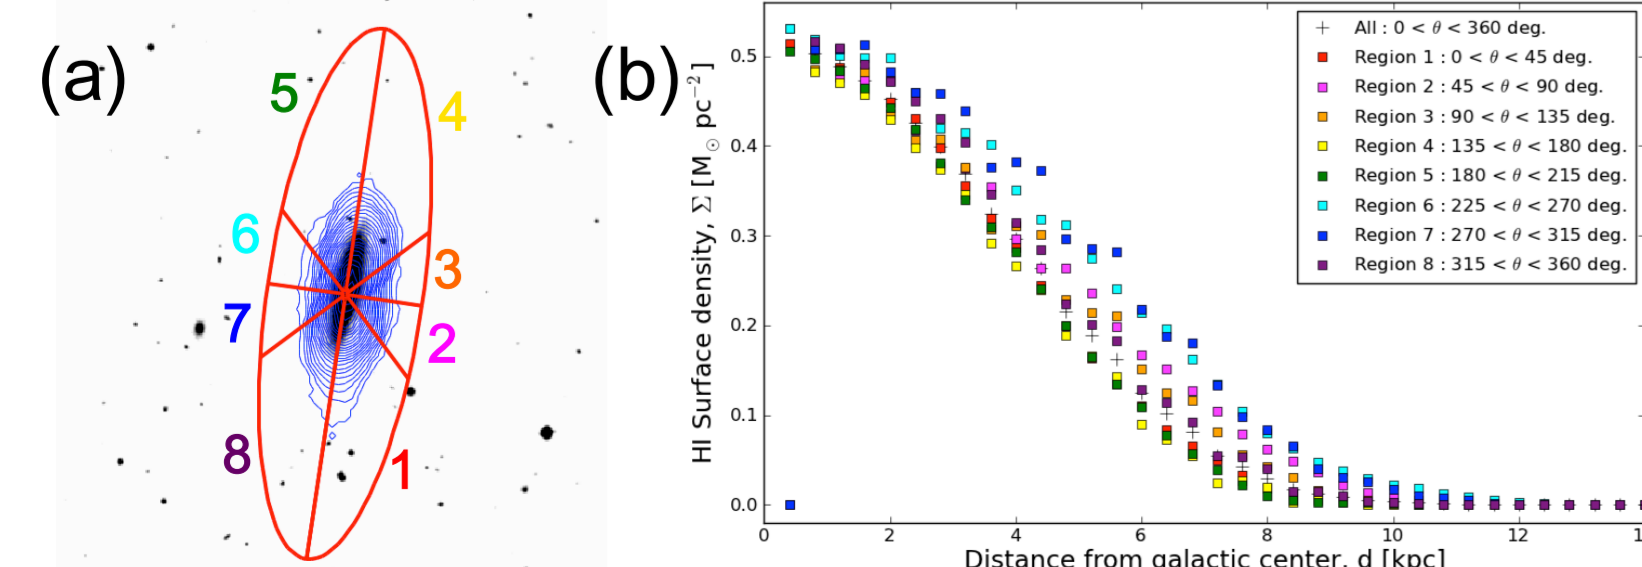 (a)
5
4
6
3
7
2
8
1
(b)
HI Surface density, Σ [M⊙ pc⁻²]
0.5
0.4
0.3
0.2
0.1
0.0
All : 0 < θ < 360 deg.
Region 1 : 0 < θ < 45 deg.
Region 2 : 45 < θ < 90 deg.
Region 3 : 90 < θ < 135 deg.
Region 4 : 135 < θ < 180 deg.
Region 5 : 180 < θ < 215 deg.
Region 6 : 225 < θ < 270 deg.
Region 7 : 270 < θ < 315 deg.
Region 8 : 315 < θ < 360 deg.
0 2 4 6 8 10 12
Distance from galactic center, d [kpc]